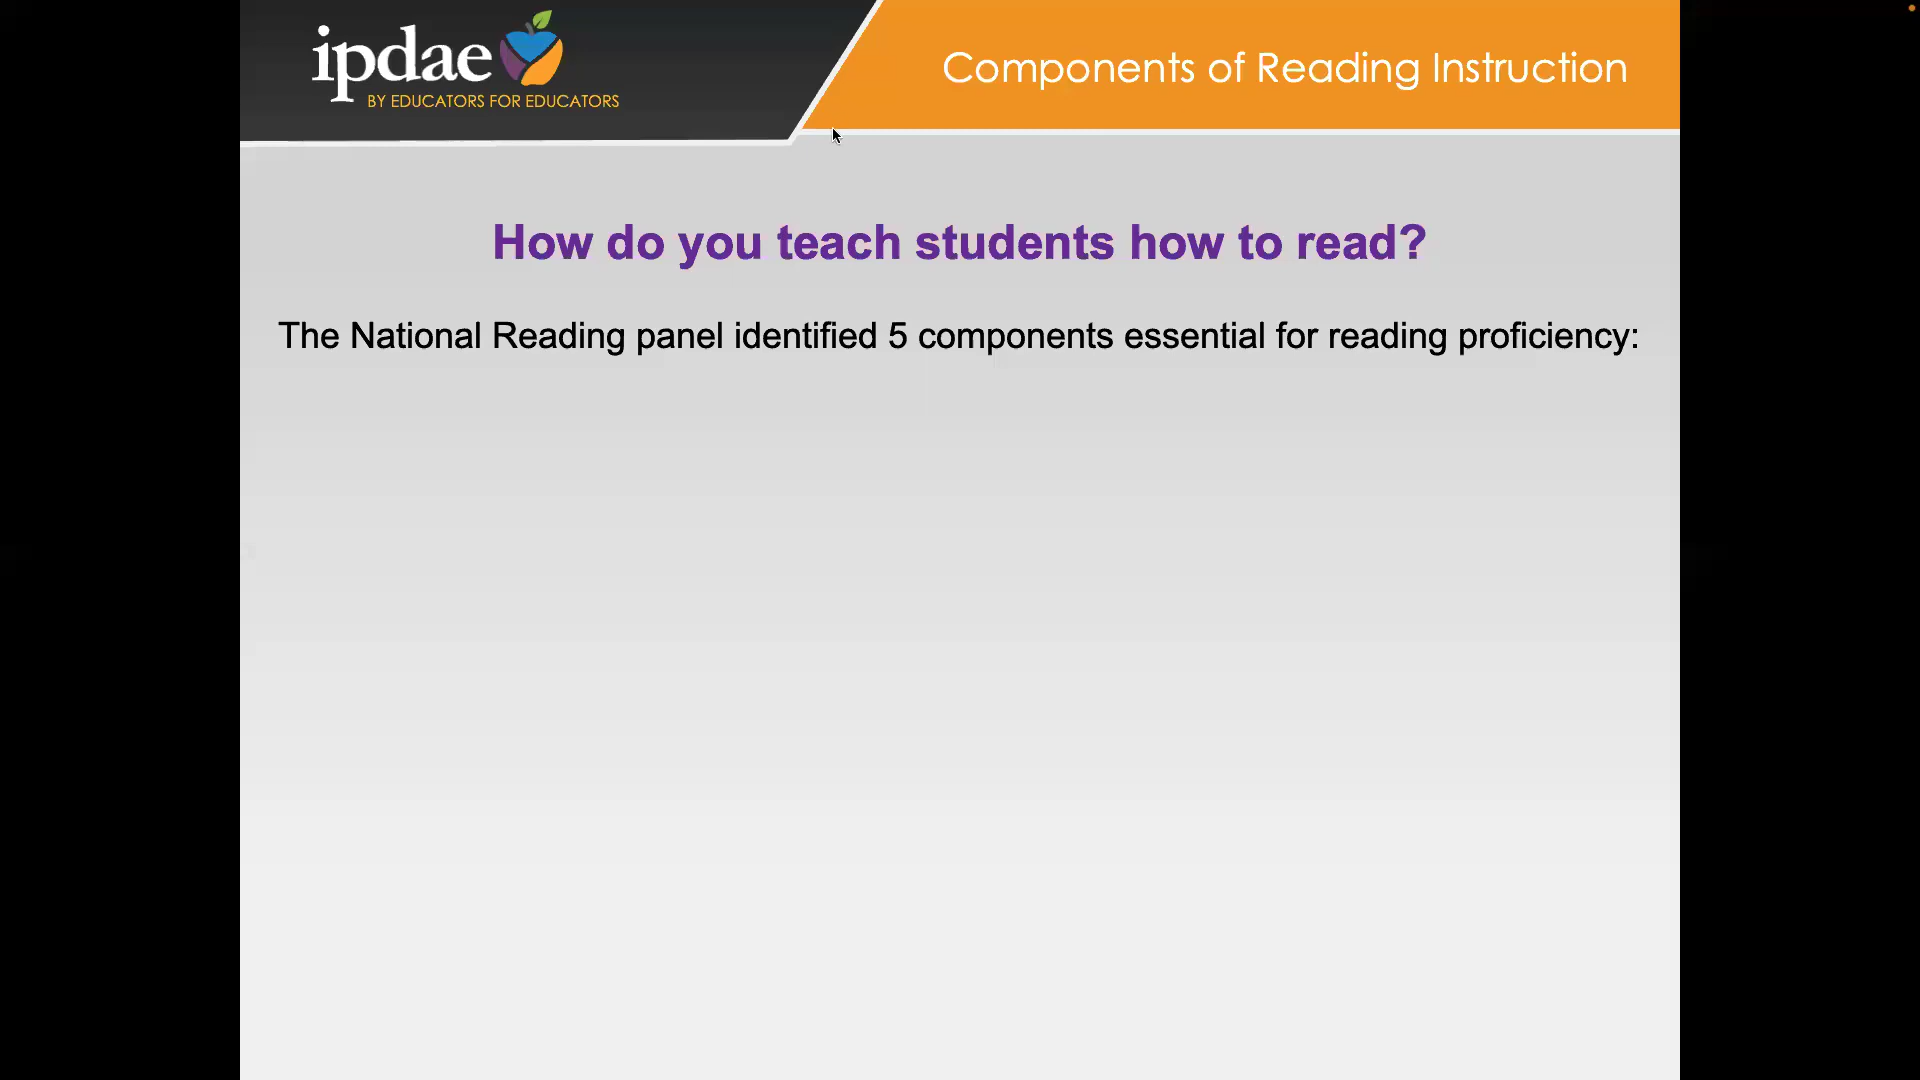 ipdae
BY EDUCATORS FOR EDUCATORS
Components of Reading Instruction
How do you teach students how to read?
The National Reading panel identified 5 components essential for reading proficiency: